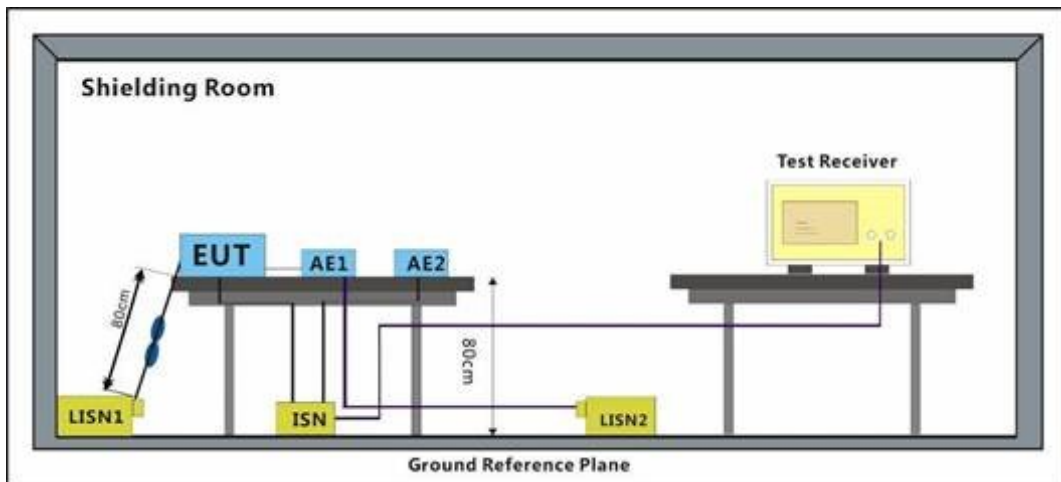 Shielding Room
Test Receiver
EUT
AE1
AE2
80cm
80cm
LISN1
ISN
LISN2
Ground Reference Plane